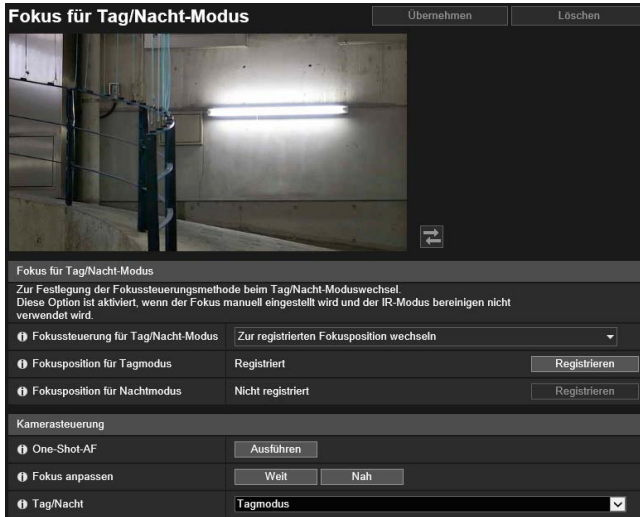 Fokus für Tag/Nacht-Modus
Übernehmen
Löschen
Fokus für Tag/Nacht-Modus
Zur Festlegung der Fokussteuerungsmethode beim Tag/Nacht-Moduswechsel.
Diese Option ist aktiviert, wenn der Fokus manuell eingestellt wird und der IR-Modus bereinigen nicht
verwendet wird.
Fokussteuerung für Tag/Nacht-Modus
Zur registrierten Fokusposition wechseln
Fokusposition für Tagmodus
Registriert
Registrieren
Fokusposition für Nachtmodus
Nicht registriert
Registrieren
Kamerasteuerung
One-Shot-AF
Ausführen
Fokus anpassen
Weit
Nah
Tag/Nacht
Tagmodus